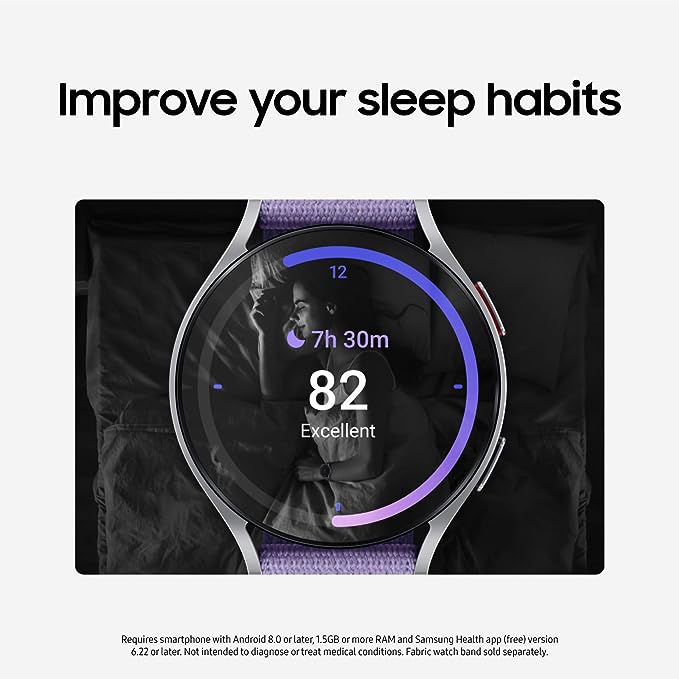 Improve your sleep habits
12
7h 30m
82
Excellent
Requires smartphone with Android 8.0 or later, 1.5GB or more RAM and Samsung Health app (free) version
6.22 or later. Not intended to diagnose or treat medical conditions. Fabric watch band sold separately.